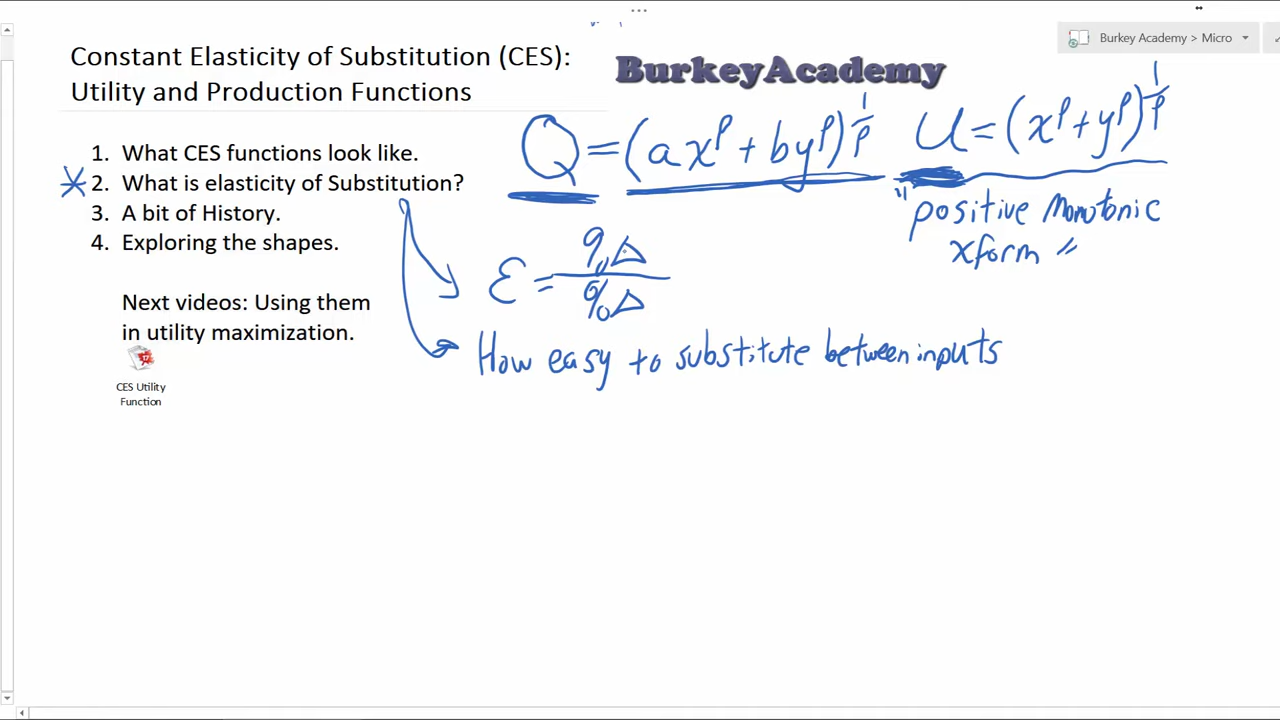 Burkey Academy > Micro
Constant Elasticity of Substitution (CES):
Utility and Production Functions
BurkeyAcademy
Q = (ax^ρ + by^ρ)^1/ρ
U = (x^ρ + y^ρ)^1/ρ
1. What CES functions look like.
2. What is elasticity of Substitution?
3. A bit of History.
4. Exploring the shapes.
Next videos: Using them
in utility maximization.
CES Utility
Function
"positive Monotonic
xform"
ε = %Δ
%Δ
How easy to substitute between inputs